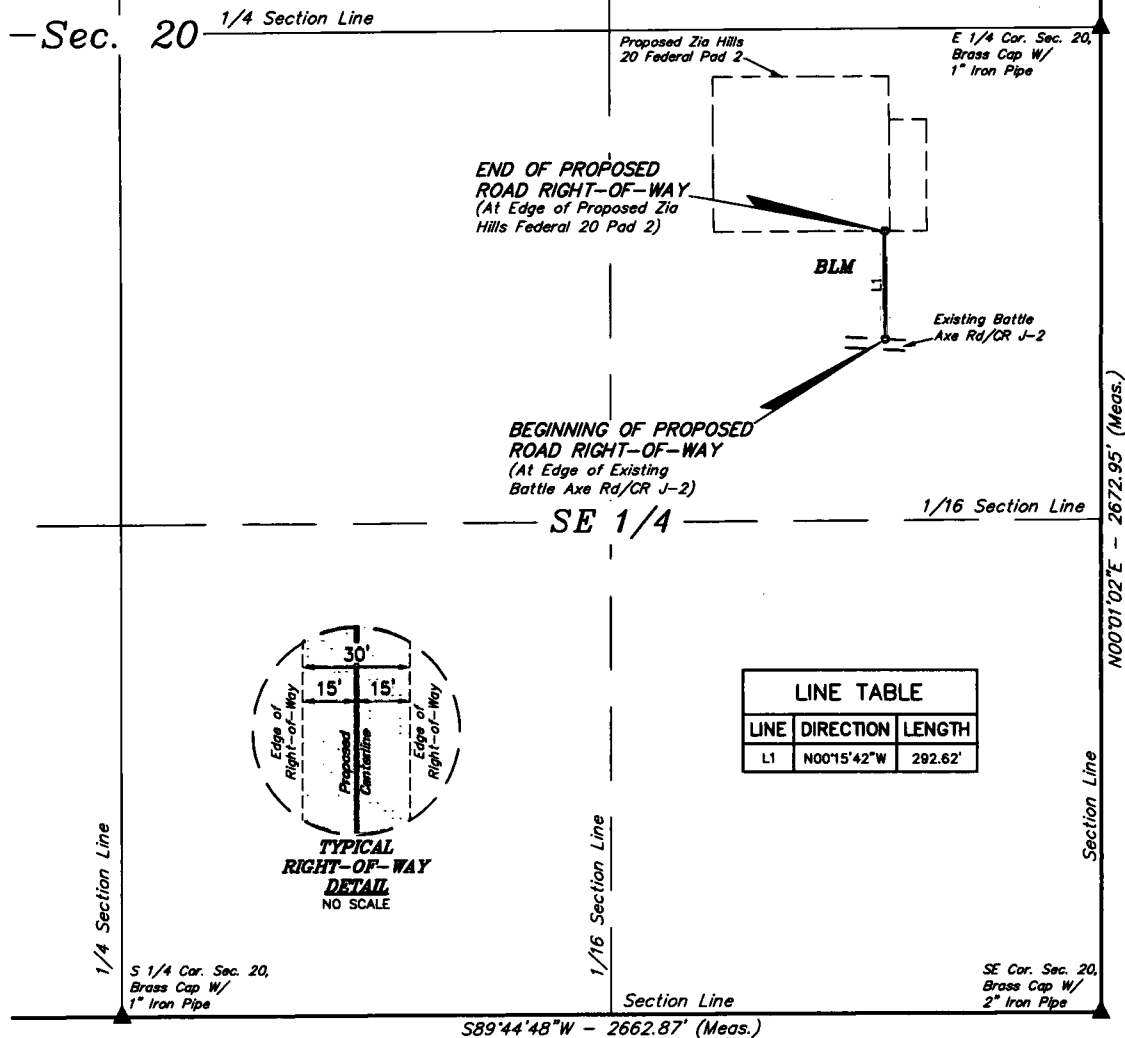 1/4 Section Line
Sec. 20
Proposed Zia Hills
20 Federal Pad 2
E 1/4 Cor. Sec. 20,
Brass Cap W/
1" Iron Pipe
END OF PROPOSED
ROAD RIGHT-OF-WAY
(At Edge of Proposed Zia
Hills Federal 20 Pad 2)
BLM
L1
Existing Battle
Axe Rd/CR J-2
BEGINNING OF PROPOSED
ROAD RIGHT-OF-WAY
(At Edge of Existing
Battle Axe Rd/CR J-2)
N00°01'02"E - 2672.95' (Meas.)
1/16 Section Line
SE 1/4
30'
15' 15'
Edge of
Right-of-Way
Proposed
Centerline
Edge of
Right-of-Way
TYPICAL
RIGHT-OF-WAY
DETAIL
NO SCALE
LINE TABLE
LINE DIRECTION LENGTH
L1 N00°15'42"W 292.62'
1/4 Section Line
1/16 Section Line
Section Line
S 1/4 Cor. Sec. 20,
Brass Cap W/
1" Iron Pipe
Section Line
SE Cor. Sec. 20,
Brass Cap W/
2" Iron Pipe
S89°44'48"W - 2662.87' (Meas.)